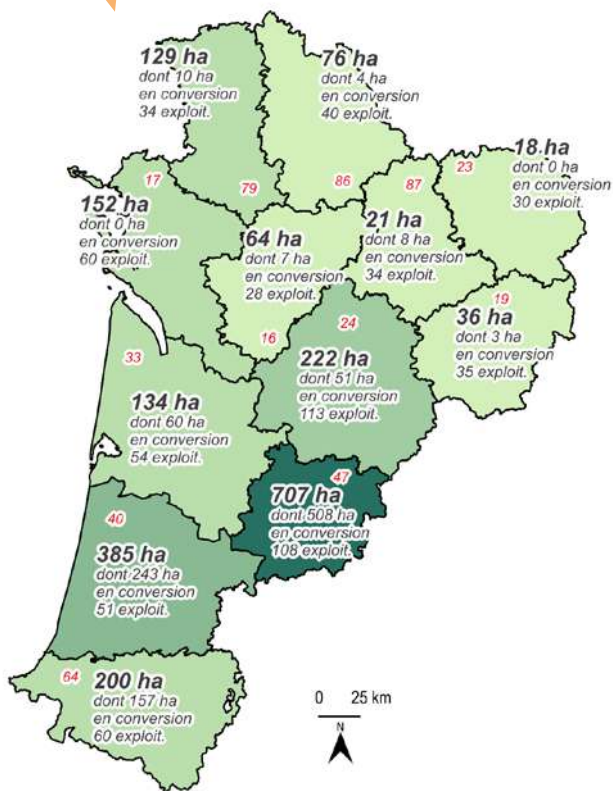 129 ha
dont 10 ha
en conversion
34 exploit.
79
76 ha
dont 4 ha
en conversion
40 exploit.
86
18 ha
dont 0 ha
en conversion
30 exploit.
23
17
152 ha
dont 0 ha
en conversion
60 exploit.
64 ha
dont 7 ha
en conversion
28 exploit.
16
87
21 ha
dont 8 ha
en conversion
34 exploit.
19
36 ha
dont 3 ha
en conversion
35 exploit.
24
222 ha
dont 51 ha
en conversion
113 exploit.
33
134 ha
dont 60 ha
en conversion
54 exploit.
47
707 ha
dont 508 ha
en conversion
108 exploit.
40
385 ha
dont 243 ha
en conversion
51 exploit.
64
200 ha
dont 157 ha
en conversion
60 exploit.
0 25 km
N